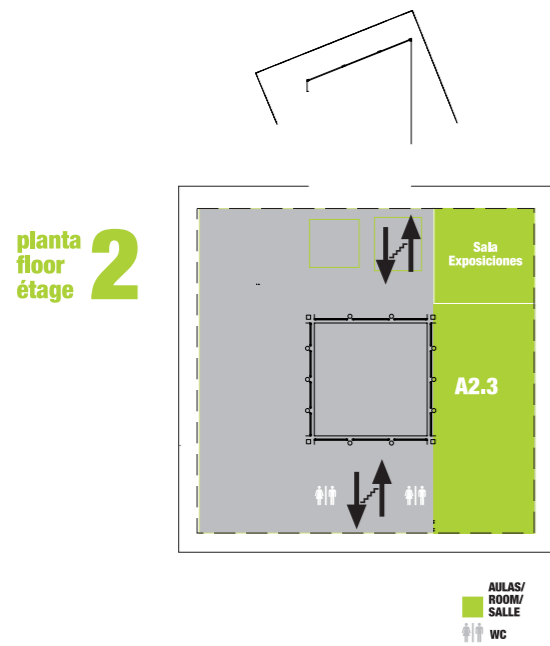 planta
floor
étage
2
Sala
Exposiciones
A2.3
AULAS/
ROOM/
SALLE
WC